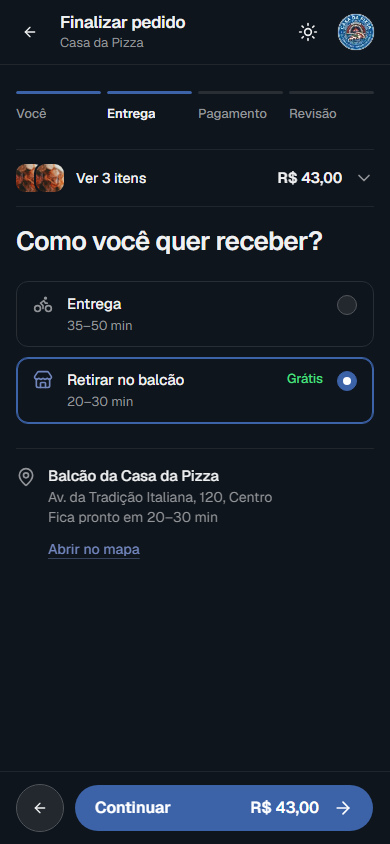 Finalizar pedido
Casa da Pizza
Você
Entrega
Pagamento
Revisão
Ver 3 itens
R$ 43,00
Como você quer receber?
Entrega
35–50 min
Retirar no balcão
Grátis
20–30 min
Balcão da Casa da Pizza
Av. da Tradição Italiana, 120, Centro
Fica pronto em 20–30 min
Abrir no mapa
Continuar
R$ 43,00